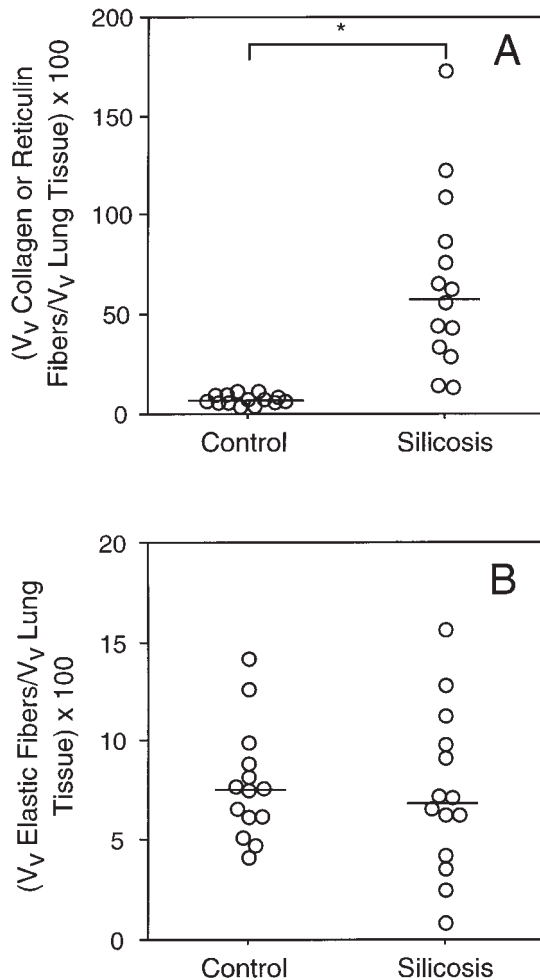 (Vv Collagen or Reticulin
Fibers/Vv Lung Tissue) x 100
200
150
100
50
0
*
A
Control Silicosis
(Vv Elastic Fibers/Vv Lung
Tissue) x 100
20
15
10
5
0
B
Control Silicosis